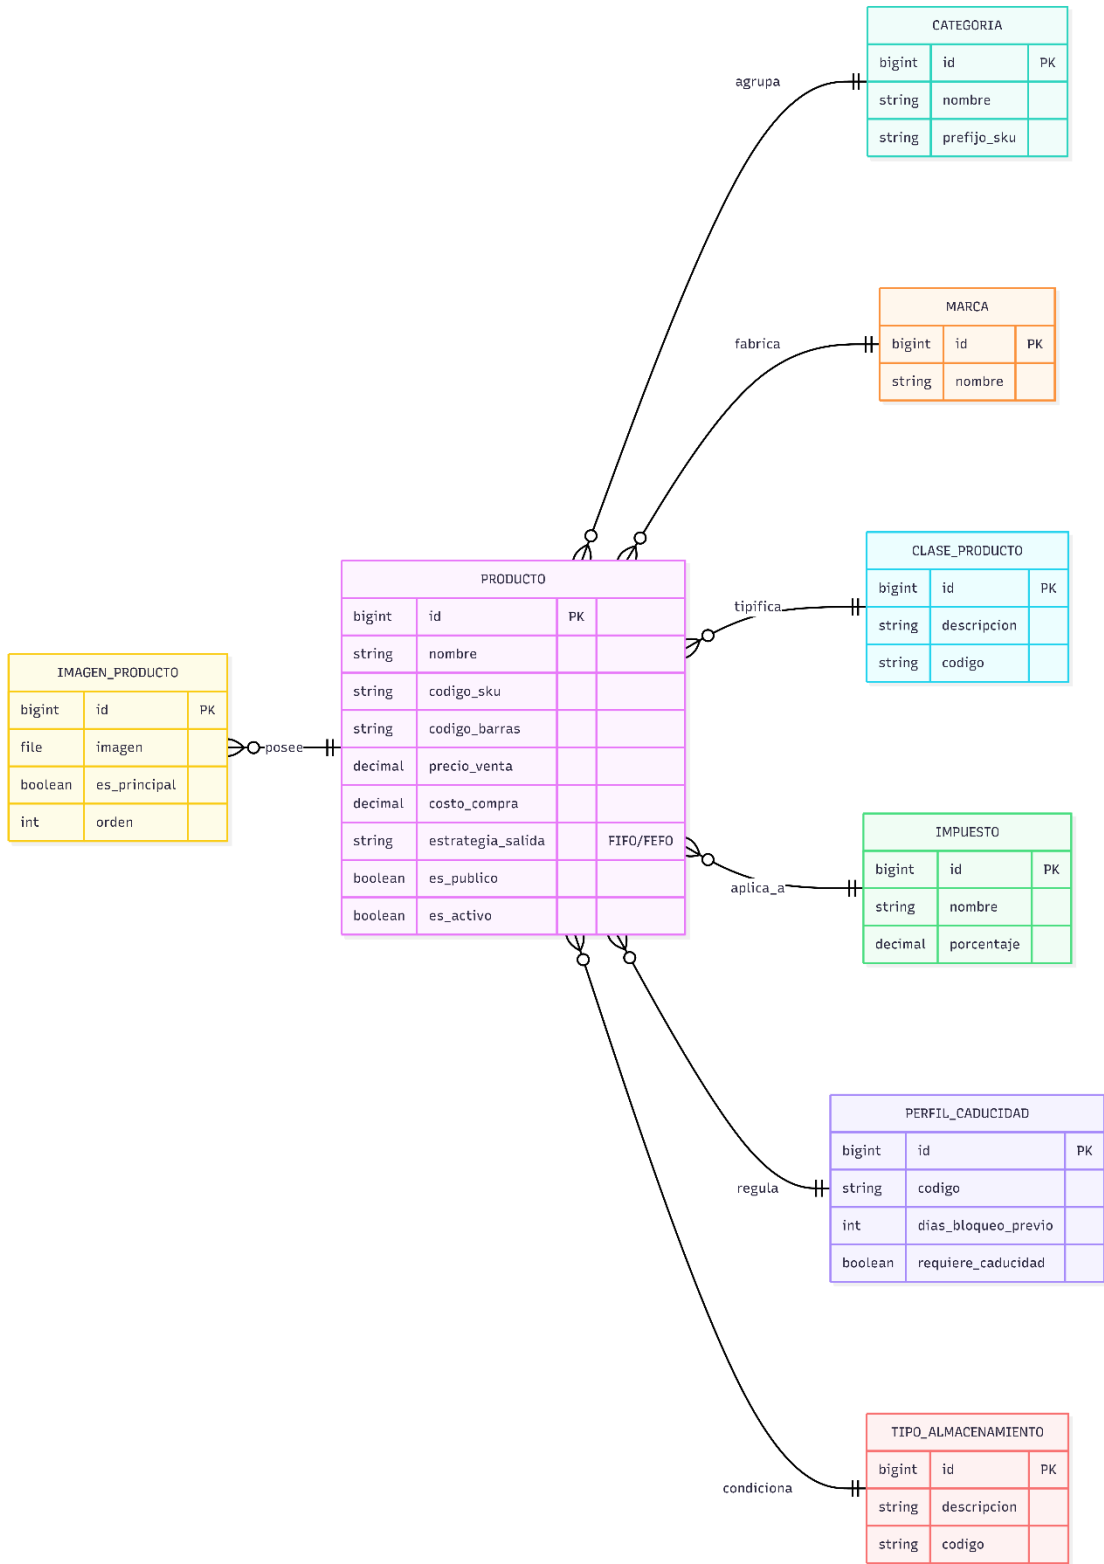 CATEGORIA
bigint id PK
string nombre
string prefijo_sku
agrupa
MARCA
bigint id PK
string nombre
fabrica
CLASE_PRODUCTO
bigint id PK
string descripcion
string codigo
tipifica
PRODUCTO
bigint id PK
string nombre
string codigo_sku
string codigo_barras
decimal precio_venta
decimal costo_compra
string estrategia_salida FIFO/FEFO
boolean es_publico
boolean es_activo
IMAGEN_PRODUCTO
bigint id PK
file imagen
boolean es_principal
int orden
posee
IMPUESTO
bigint id PK
string nombre
decimal porcentaje
aplica_a
PERFIL_CADUCIDAD
bigint id PK
string codigo
int dias_bloqueo_previo
boolean requiere_caducidad
regula
TIPO_ALMACENAMIENTO
bigint id PK
string descripcion
string codigo
condiciona